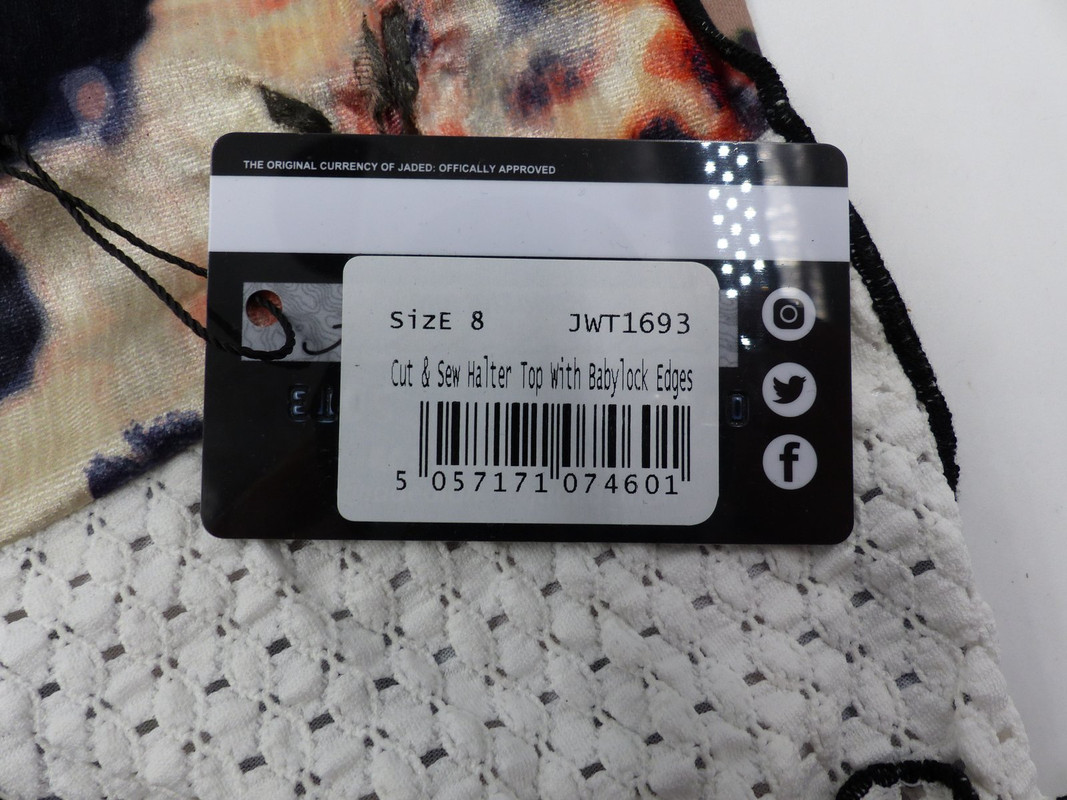 THE ORIGINAL CURRENCY OF JADED: OFFICALLY APPROVED
SizE 8 JWT1693
Cut & Sew Halter Top With Babylock Edges
5 057171 074601